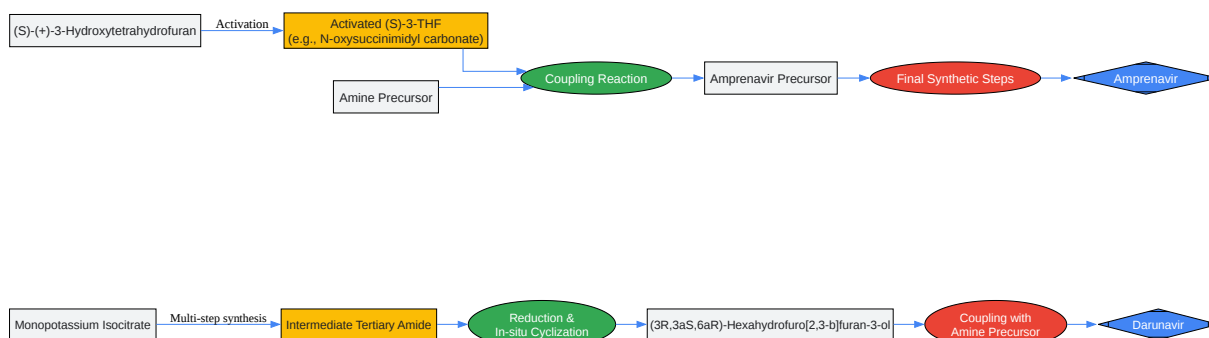 (S)-(+)-3-Hydroxytetrahydrofuran
Activation
Activated (S)-3-THF
(e.g., N-oxysuccinimidyl carbonate)
Amine Precursor
Coupling Reaction
Amprenavir Precursor
Final Synthetic Steps
Amprenavir
Monopotassium Isocitrate
Multi-step synthesis
Intermediate Tertiary Amide
Reduction &
In-situ Cyclization
(3R,3aS,6aR)-Hexahydrofuro[2,3-b]furan-3-ol
Coupling with
Amine Precursor
Darunavir